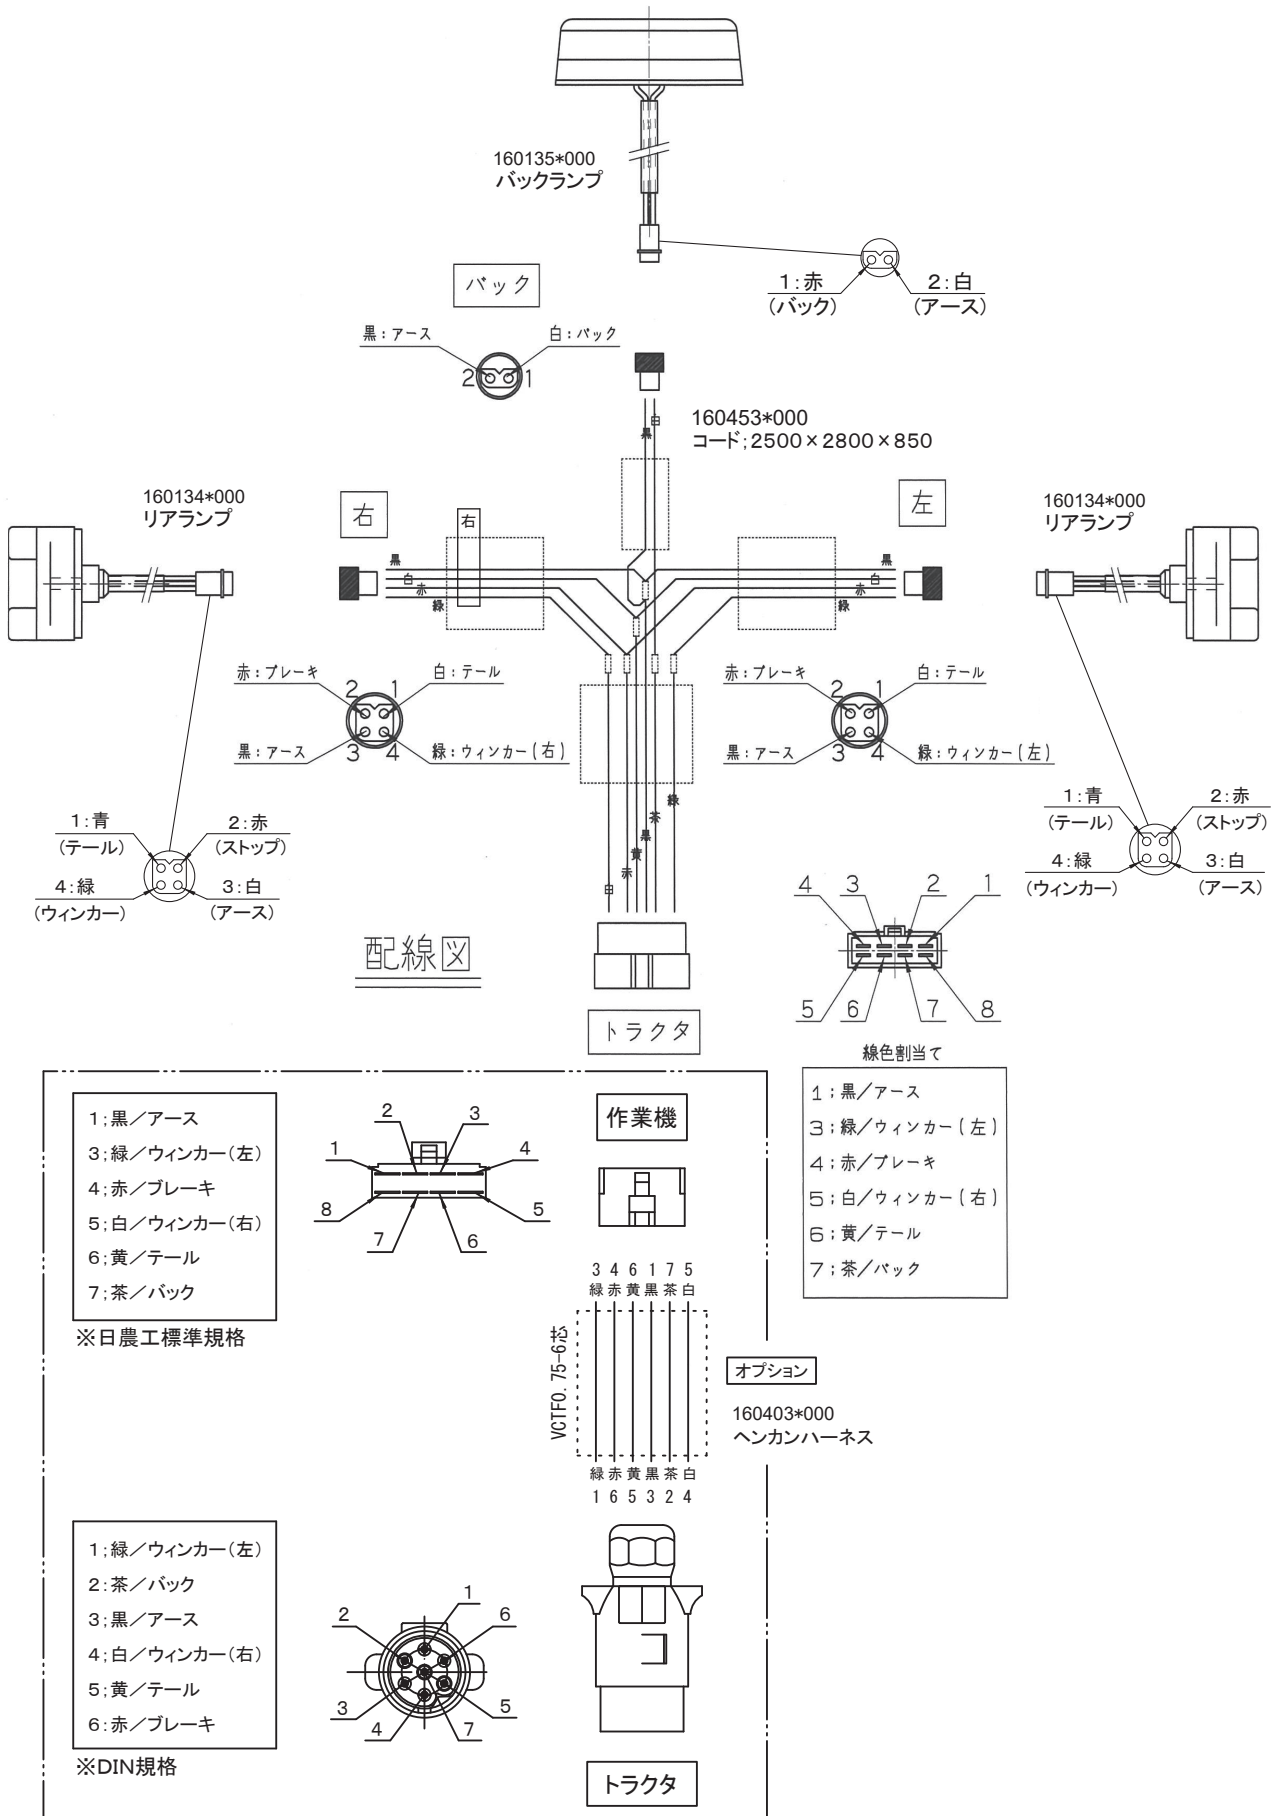 160135*000
バックランプ
1:赤
(バック)
2:白
(アース)
バック
黒:アース
白:バック
2
1
白
黒
160453*000
コード;2500×2800×850
160134*000
リアランプ
右
右
左
160134*000
リアランプ
黒
白
赤
緑
黒
白
赤
緑
赤:ブレーキ
白:テール
2
1
黒:アース
緑:ウィンカー(右)
3
4
赤:ブレーキ
白:テール
2
1
黒:アース
緑:ウィンカー(左)
3
4
1:青
(テール)
2:赤
(ストップ)
4:緑
(ウィンカー)
3:白
(アース)
1:青
(テール)
2:赤
(ストップ)
4:緑
(ウィンカー)
3:白
(アース)
緑
茶
黒
黄
赤
白
配線図
4
3
2
1
5
6
7
8
トラクタ
線色割当て
1;黒/アース
3;緑/ウィンカー(左)
4;赤/ブレーキ
5;白/ウィンカー(右)
6;黄/テール
7;茶/バック
1;黒/アース
3;緑/ウィンカー(左)
4;赤/ブレーキ
5;白/ウィンカー(右)
6;黄/テール
7;茶/バック
※日農工標準規格
2
3
1
4
8
5
7
6
作業機
3 4 6 1 7 5
緑 赤 黄 黒 茶 白
VCTF0.75-6芯
オプション
160403*000
ヘンカンハーネス
緑 赤 黄 黒 茶 白
1 6 5 3 2 4
1;緑/ウィンカー(左)
2:茶/バック
3;黒/アース
4;白/ウィンカー(右)
5;黄/テール
6:赤/ブレーキ
※DIN規格
1
2
6
3
5
4
7
トラクタ